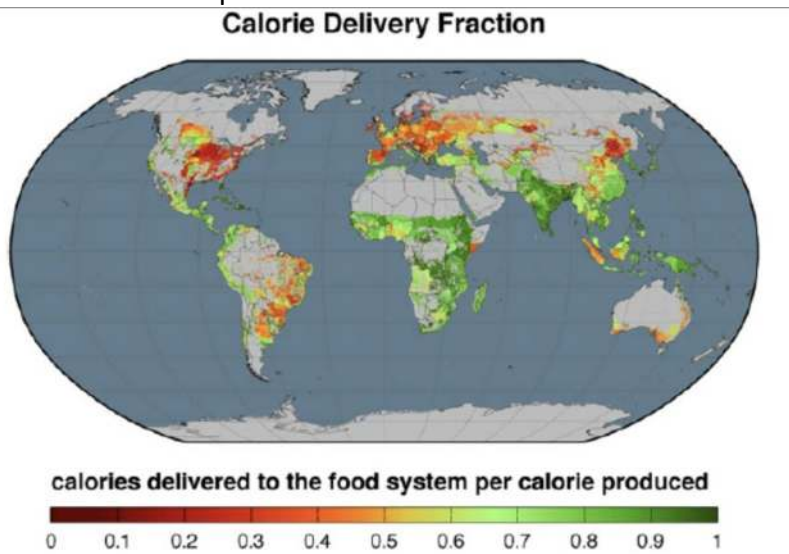 Calorie Delivery Fraction
calories delivered to the food system per calorie produced
0 0.1 0.2 0.3 0.4 0.5 0.6 0.7 0.8 0.9 1